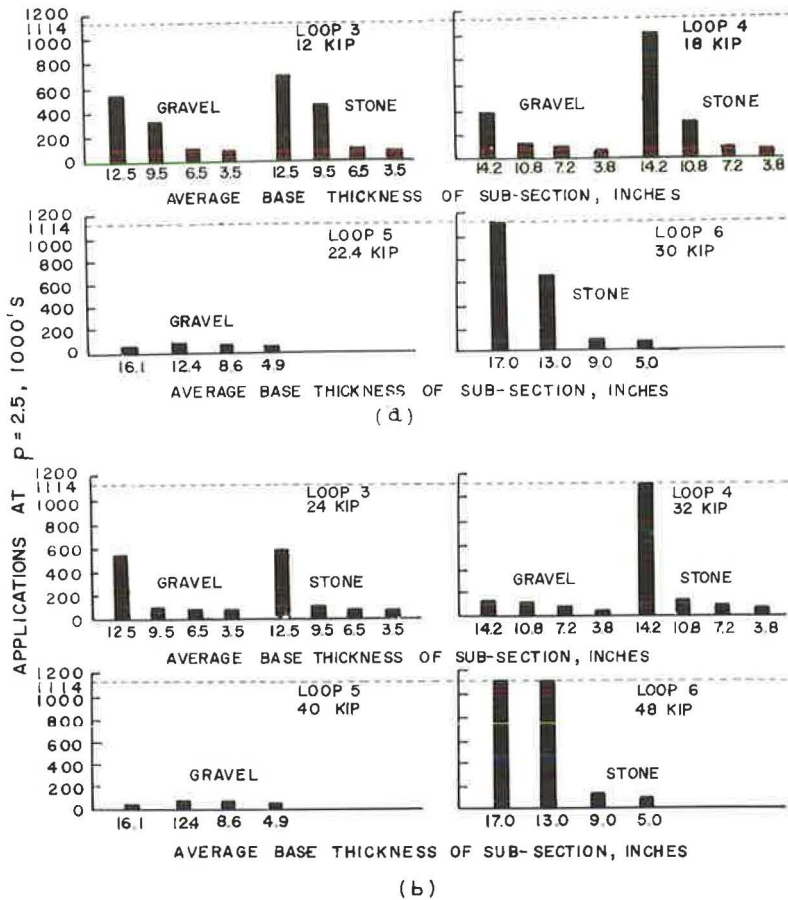 1200
1114
1000
800
600
400
200
0
LOOP 3
12 KIP
GRAVEL
STONE
12.5 9.5 6.5 3.5 12.5 9.5 6.5 3.5
LOOP 4
18 KIP
GRAVEL
STONE
14.2 10.8 7.2 3.8 14.2 10.8 7.2 3.8
AVERAGE BASE THICKNESS OF SUB-SECTION, INCHES
1200
1114
1000
800
600
400
200
0
LOOP 5
22.4 KIP
GRAVEL
16.1 12.4 8.6 4.9
LOOP 6
30 KIP
STONE
17.0 13.0 9.0 5.0
AVERAGE BASE THICKNESS OF SUB-SECTION, INCHES
(a)
APPLICATIONS AT p = 2.5, 1000'S
1200
1114
1000
800
600
400
200
0
LOOP 3
24 KIP
GRAVEL
STONE
12.5 9.5 6.5 3.5 12.5 9.5 6.5 3.5
LOOP 4
32 KIP
GRAVEL
STONE
14.2 10.8 7.2 3.8 14.2 10.8 7.2 3.8
AVERAGE BASE THICKNESS OF SUB-SECTION, INCHES
1200
1114
1000
800
600
400
200
0
LOOP 5
40 KIP
GRAVEL
16.1 124 8.6 4.9
LOOP 6
48 KIP
STONE
17.0 13.0 9.0 5.0
AVERAGE BASE THICKNESS OF SUB-SECTION, INCHES
(b)